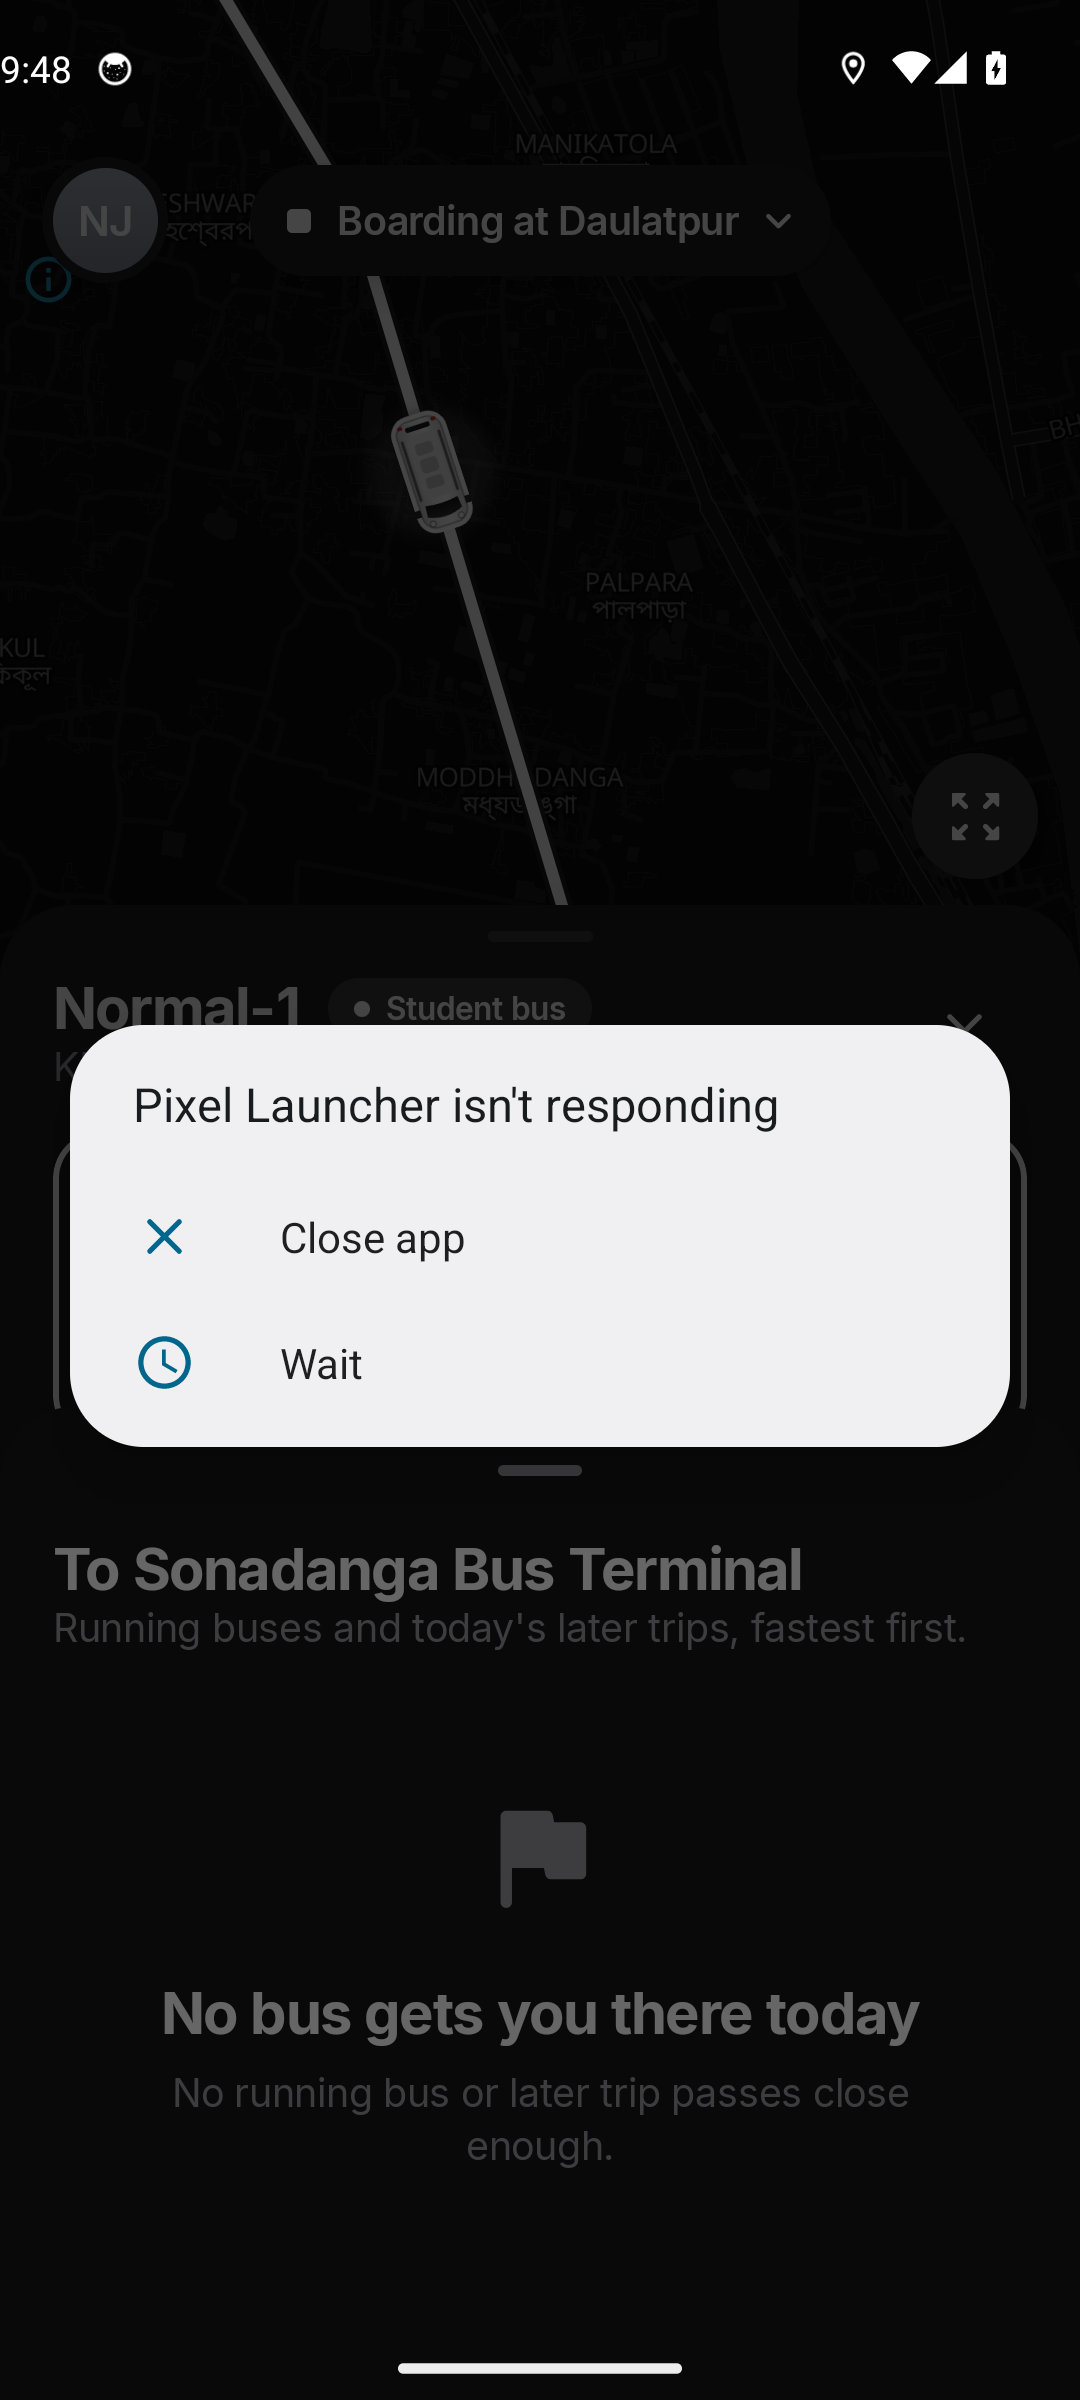 9:48
MANIKATOLA
NJ
Boarding at Daulatpur
PALPARA
পালপাড়া
KUL
Normal-1
Student bus
Pixel Launcher isn't responding
Close app
Wait
To Sonadanga Bus Terminal
Running buses and today's later trips, fastest first.
No bus gets you there today
No running bus or later trip passes close
enough.